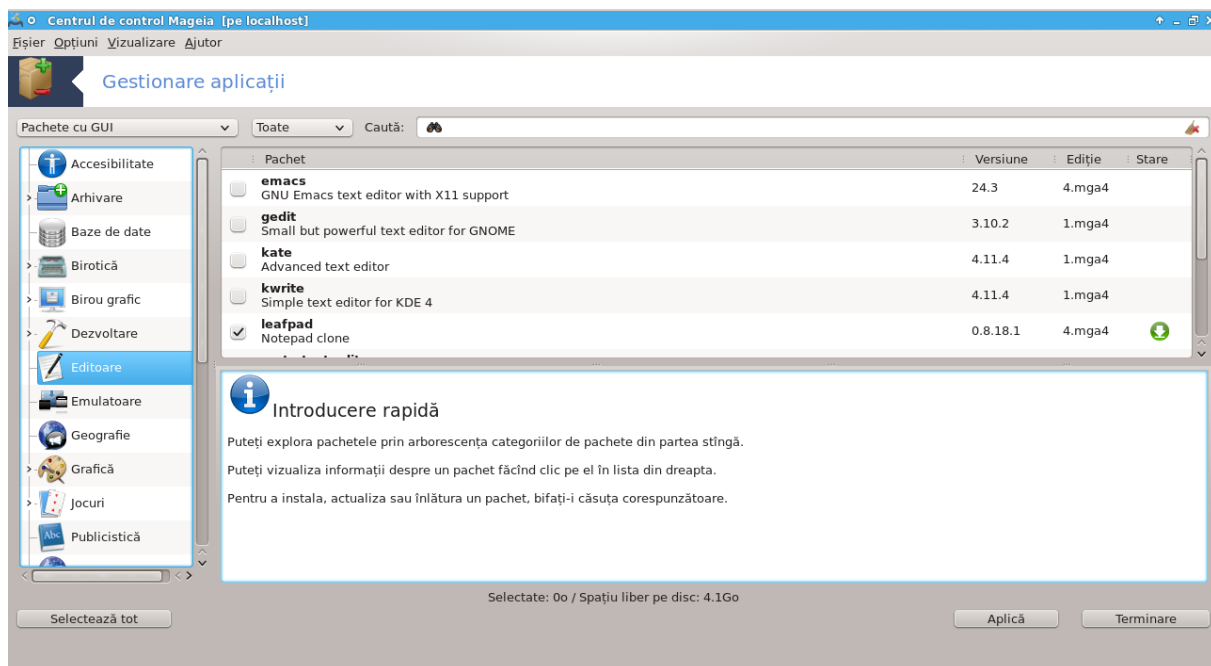 Centrul de control Mageia [pe localhost]
Fișier Opțiuni Vizualizare Ajutor
Gestionare aplicații
Pachete cu GUI Toate Caută:
Accesibilitate
Arhivare
Baze de date
Birotică
Birou grafic
Dezvoltare
Editoare
Emulatoare
Geografie
Grafică
Jocuri
Abc Publicistică
Pachet Versiune Ediție Stare
emacs
GNU Emacs text editor with X11 support 24.3 4.mga4
gedit
Small but powerful text editor for GNOME 3.10.2 1.mga4
kate
Advanced text editor 4.11.4 1.mga4
kwrite
Simple text editor for KDE 4 4.11.4 1.mga4
leafpad
Notepad clone 0.8.18.1 4.mga4
Introducere rapidă
Puteți explora pachetele prin arborescența categoriilor de pachete din partea stîngă.
Puteți vizualiza informații despre un pachet făcînd clic pe el în lista din dreapta.
Pentru a instala, actualiza sau înlătura un pachet, bifați-i căsuța corespunzătoare.
Selectate: 0o / Spațiu liber pe disc: 4.1Go
Selectează tot Aplică Terminare